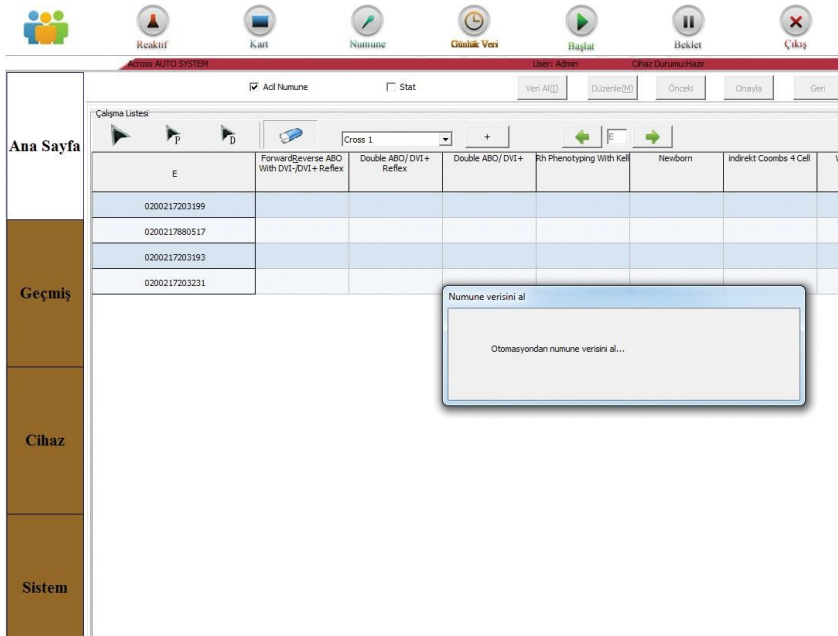 Reaktif
Kart
Numune
Günlük Veri
Başlat
Beklet
Çıkış
Across AUTO SYSTEM
User: Admin
Cihaz Durumu:Hazır
Ana Sayfa
Geçmiş
Cihaz
Sistem
Acil Numune
Stat
Veri Al(I)
Düzenle(M)
Önceki
Onayla
Geri
Çalışma Listesi
P
D
Cross 1
+
E
E
ForwardReverse ABO
With DVI-/DVI+ Reflex
Double ABO/DVI+
Reflex
Double ABO/DVI+
Rh Phenotyping With Kell
Newborn
indirekt Coombs 4 Cell
0200217203199
0200217880517
0200217203193
0200217203231
Numune verisini al
Otomasyondan numune verisini al...